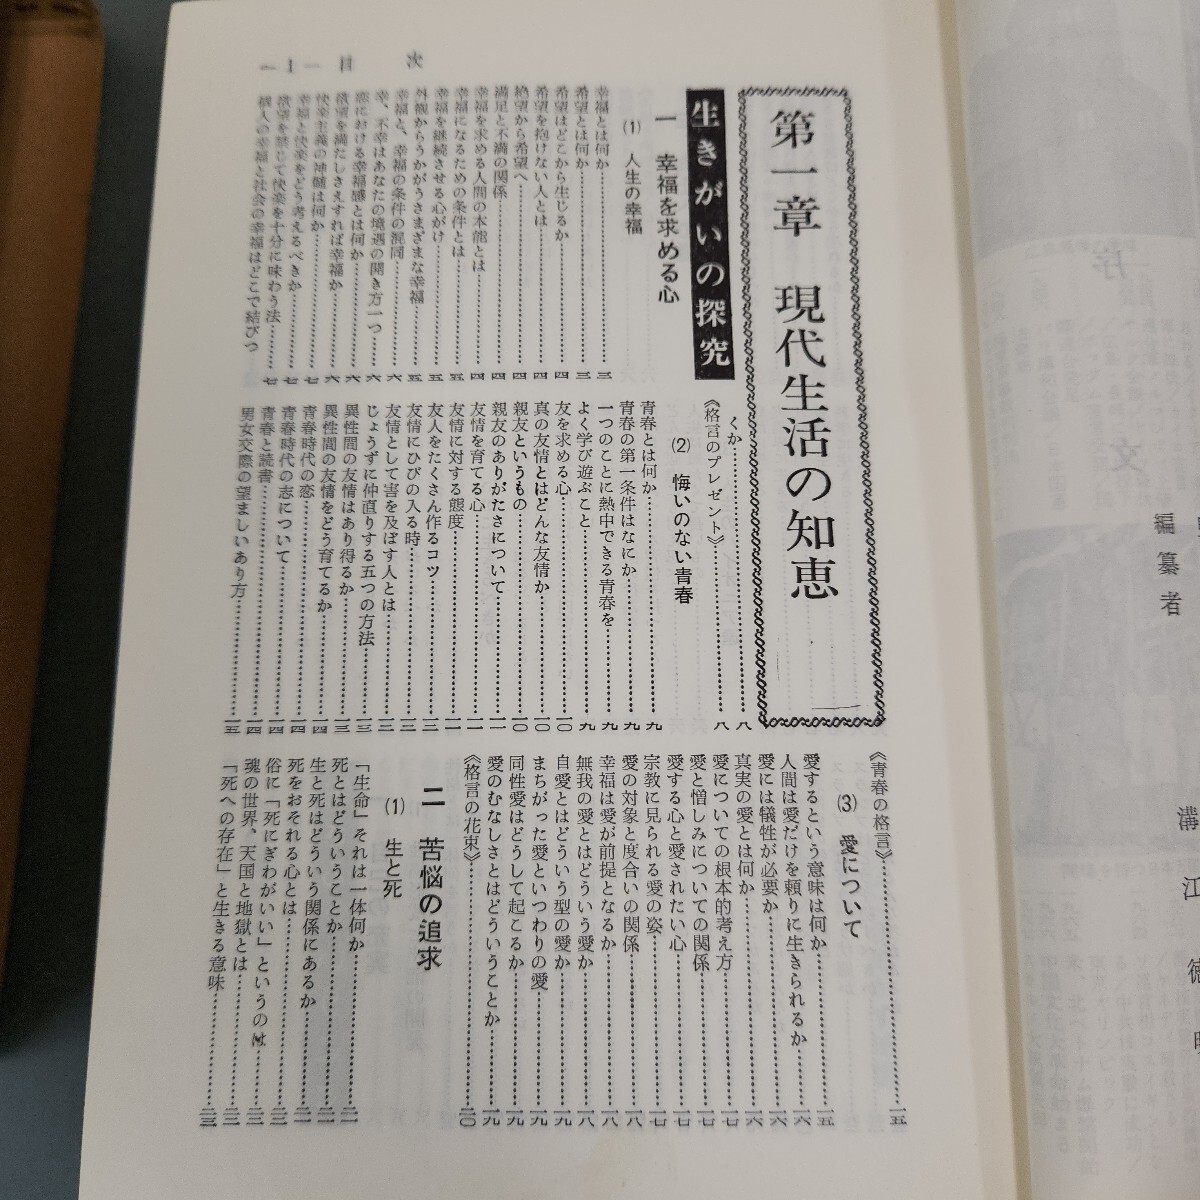 第一章　現代生活の知恵
生きがいの探究
一　幸福を求める心
(1)　人生の幸福
幸福とは何か……三
希望とは何か……三
希望はどこから生じるか……四
希望を抱けない人とは……四
絶望から希望へ……四
満足と不満の関係……四
幸福を求める人間の本能とは……四
幸福になるための条件とは……五
幸福を継続させる心がけ……五
外観からうかがうさまざまな幸福……五
幸福と、幸福の条件の混同……六
幸、不幸はあなたの境遇の開き方一つ……六
恋における幸福感とは何か……六
欲望を満たしさえすれば幸福か……六
快楽主義の神髄は何か……七
幸福と快楽をどう考えるべきか……七
欲望を禁じて快楽を十分に味わう法……七
個人の幸福と社会の幸福はどこで結びつ
くか……八
《格言のプレゼント》……八
(2)　悔いのない青春
青春とは何か……九
青春の第一条件はなにか……九
一つのことに熱中できる青春を……九
よく学び遊ぶこと……九
友を求める心……一〇
真の友情とはどんな友情か……一〇
親友というもの……一〇
親友のありがたさについて……一一
友情を育てる心……一一
友情に対する態度……一一
友人をたくさん作るコツ……一二
友情にひびの入る時……一二
友情として害を及ぼす人とは……一三
じょうずに仲直りする五つの方法……一三
異性間の友情はあり得るか……一三
異性間の友情をどう育てるか……一四
青春時代の恋……一四
青春時代の志について……一四
青春と読書……一四
男女交際の望ましいあり方……一五
《青春の格言》……一五
(3)　愛について
愛するという意味は何か……一五
人間は愛だけを頼りに生きられるか……一六
愛には犠牲が必要か……一六
真実の愛とは何か……一六
愛についての根本的考え方……一七
愛と憎しみについての関係……一七
愛する心と愛されたい心……一七
宗教に見られる愛の姿……一七
愛の対象と度合いの関係……一八
幸福は愛が前提となるか……一八
無我の愛とはどういう愛か……一八
自愛とはどういう型の愛か……一九
まちがった愛といつわりの愛……一九
同性愛はどうして起こるか……一九
愛のむなしさとはどういうことか……一九
《格言の花束》……二〇
二　苦悩の追求
(1)　生と死
「生命」それは一体何か……二一
死とはどういうことか……二一
生と死はどういう関係にあるか……二一
死をおそれる心とは……二一
俗に「死にぎわがいい」というのは……二二
魂の世界、天国と地獄とは……二二
「死への存在」と生きる意味……二三
目次
序文
編纂者
溝江徳